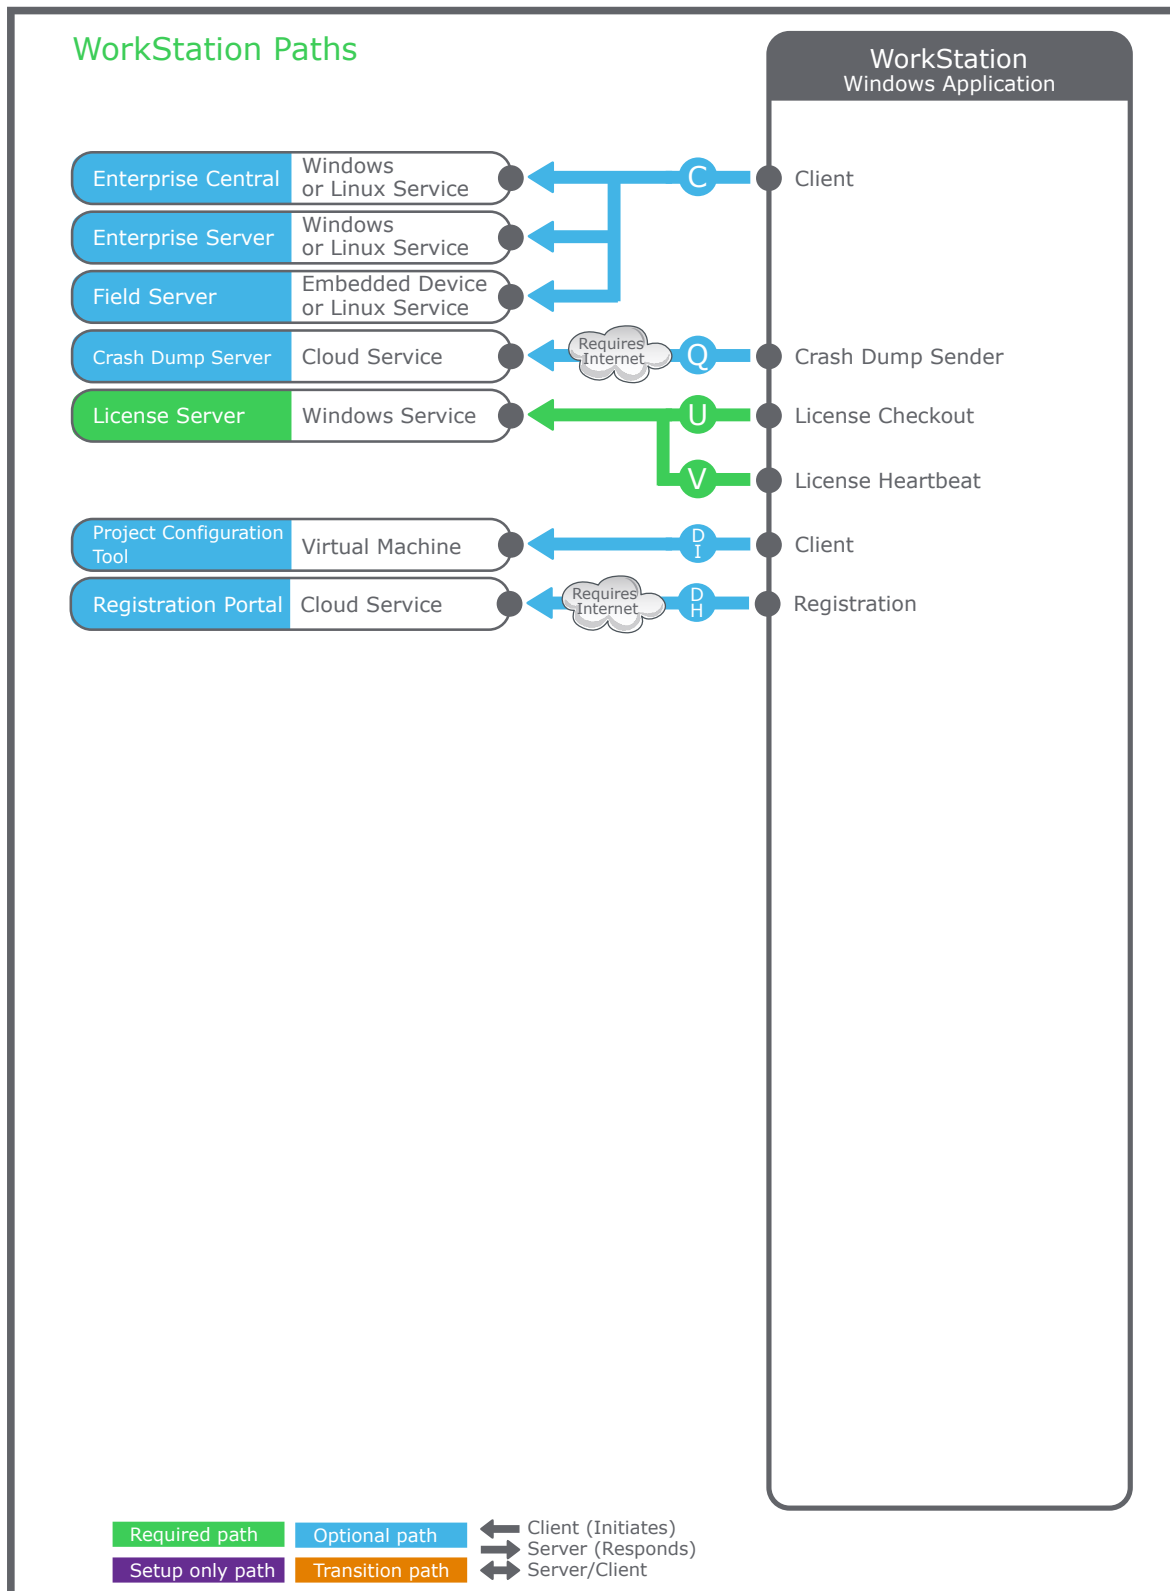 WorkStation Paths
WorkStation
Windows Application
Enterprise Central
Windows
or Linux Service
C
Client
Enterprise Server
Windows
or Linux Service
Field Server
Embedded Device
or Linux Service
Crash Dump Server
Cloud Service
Requires
Internet
Q
Crash Dump Sender
License Server
Windows Service
U
License Checkout
V
License Heartbeat
Project Configuration
Tool
Virtual Machine
D
I
Client
Registration Portal
Cloud Service
Requires
Internet
D
H
Registration
Required path
Optional path
Client (Initiates)
Server (Responds)
Setup only path
Transition path
Server/Client